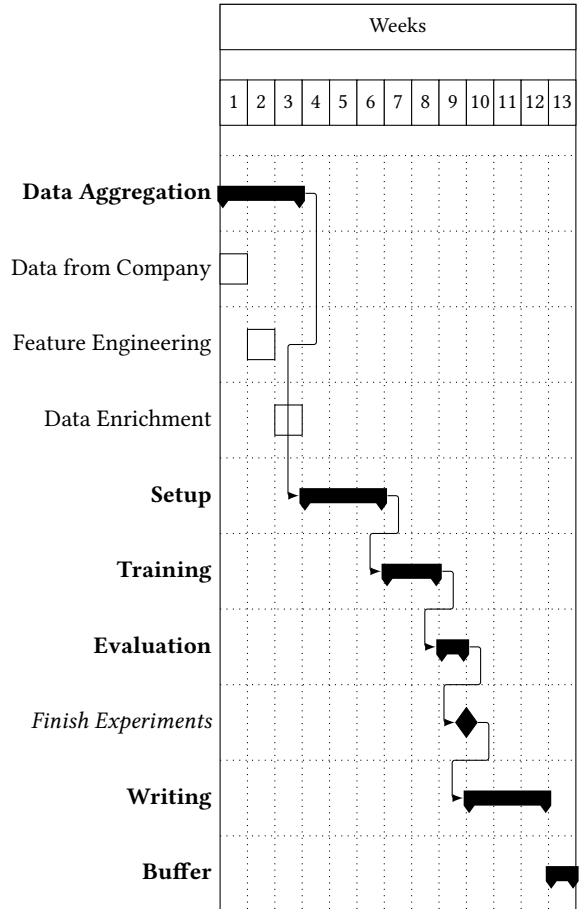 Weeks
1 2 3 4 5 6 7 8 9 10 11 12 13
Data Aggregation
Data from Company
Feature Engineering
Data Enrichment
Setup
Training
Evaluation
Finish Experiments
Writing
Buffer